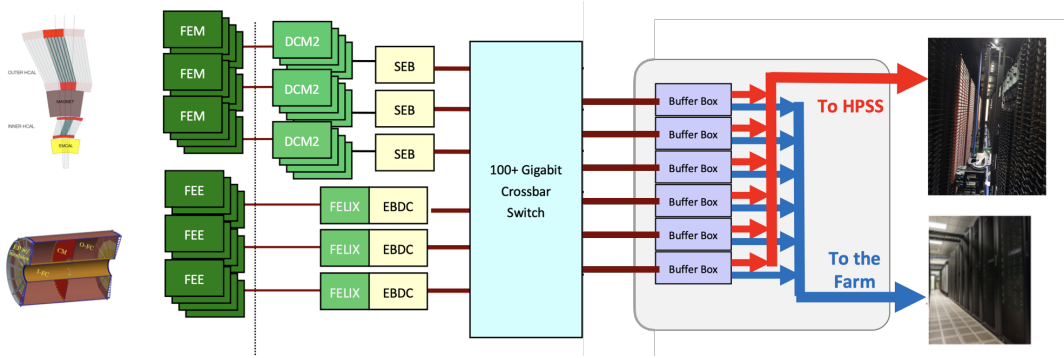 OUTER HCAL
MAGNET
INNER HCAL
EMCAL
CM
O-FC
I-FC
FEM
FEM
FEM
FEE
FEE
FEE
DCM2
DCM2
DCM2
SEB
SEB
SEB
FELIX EBDC
FELIX EBDC
FELIX EBDC
100+ Gigabit
Crossbar
Switch
Buffer Box
Buffer Box
Buffer Box
Buffer Box
Buffer Box
Buffer Box
To HPSS
To the
Farm